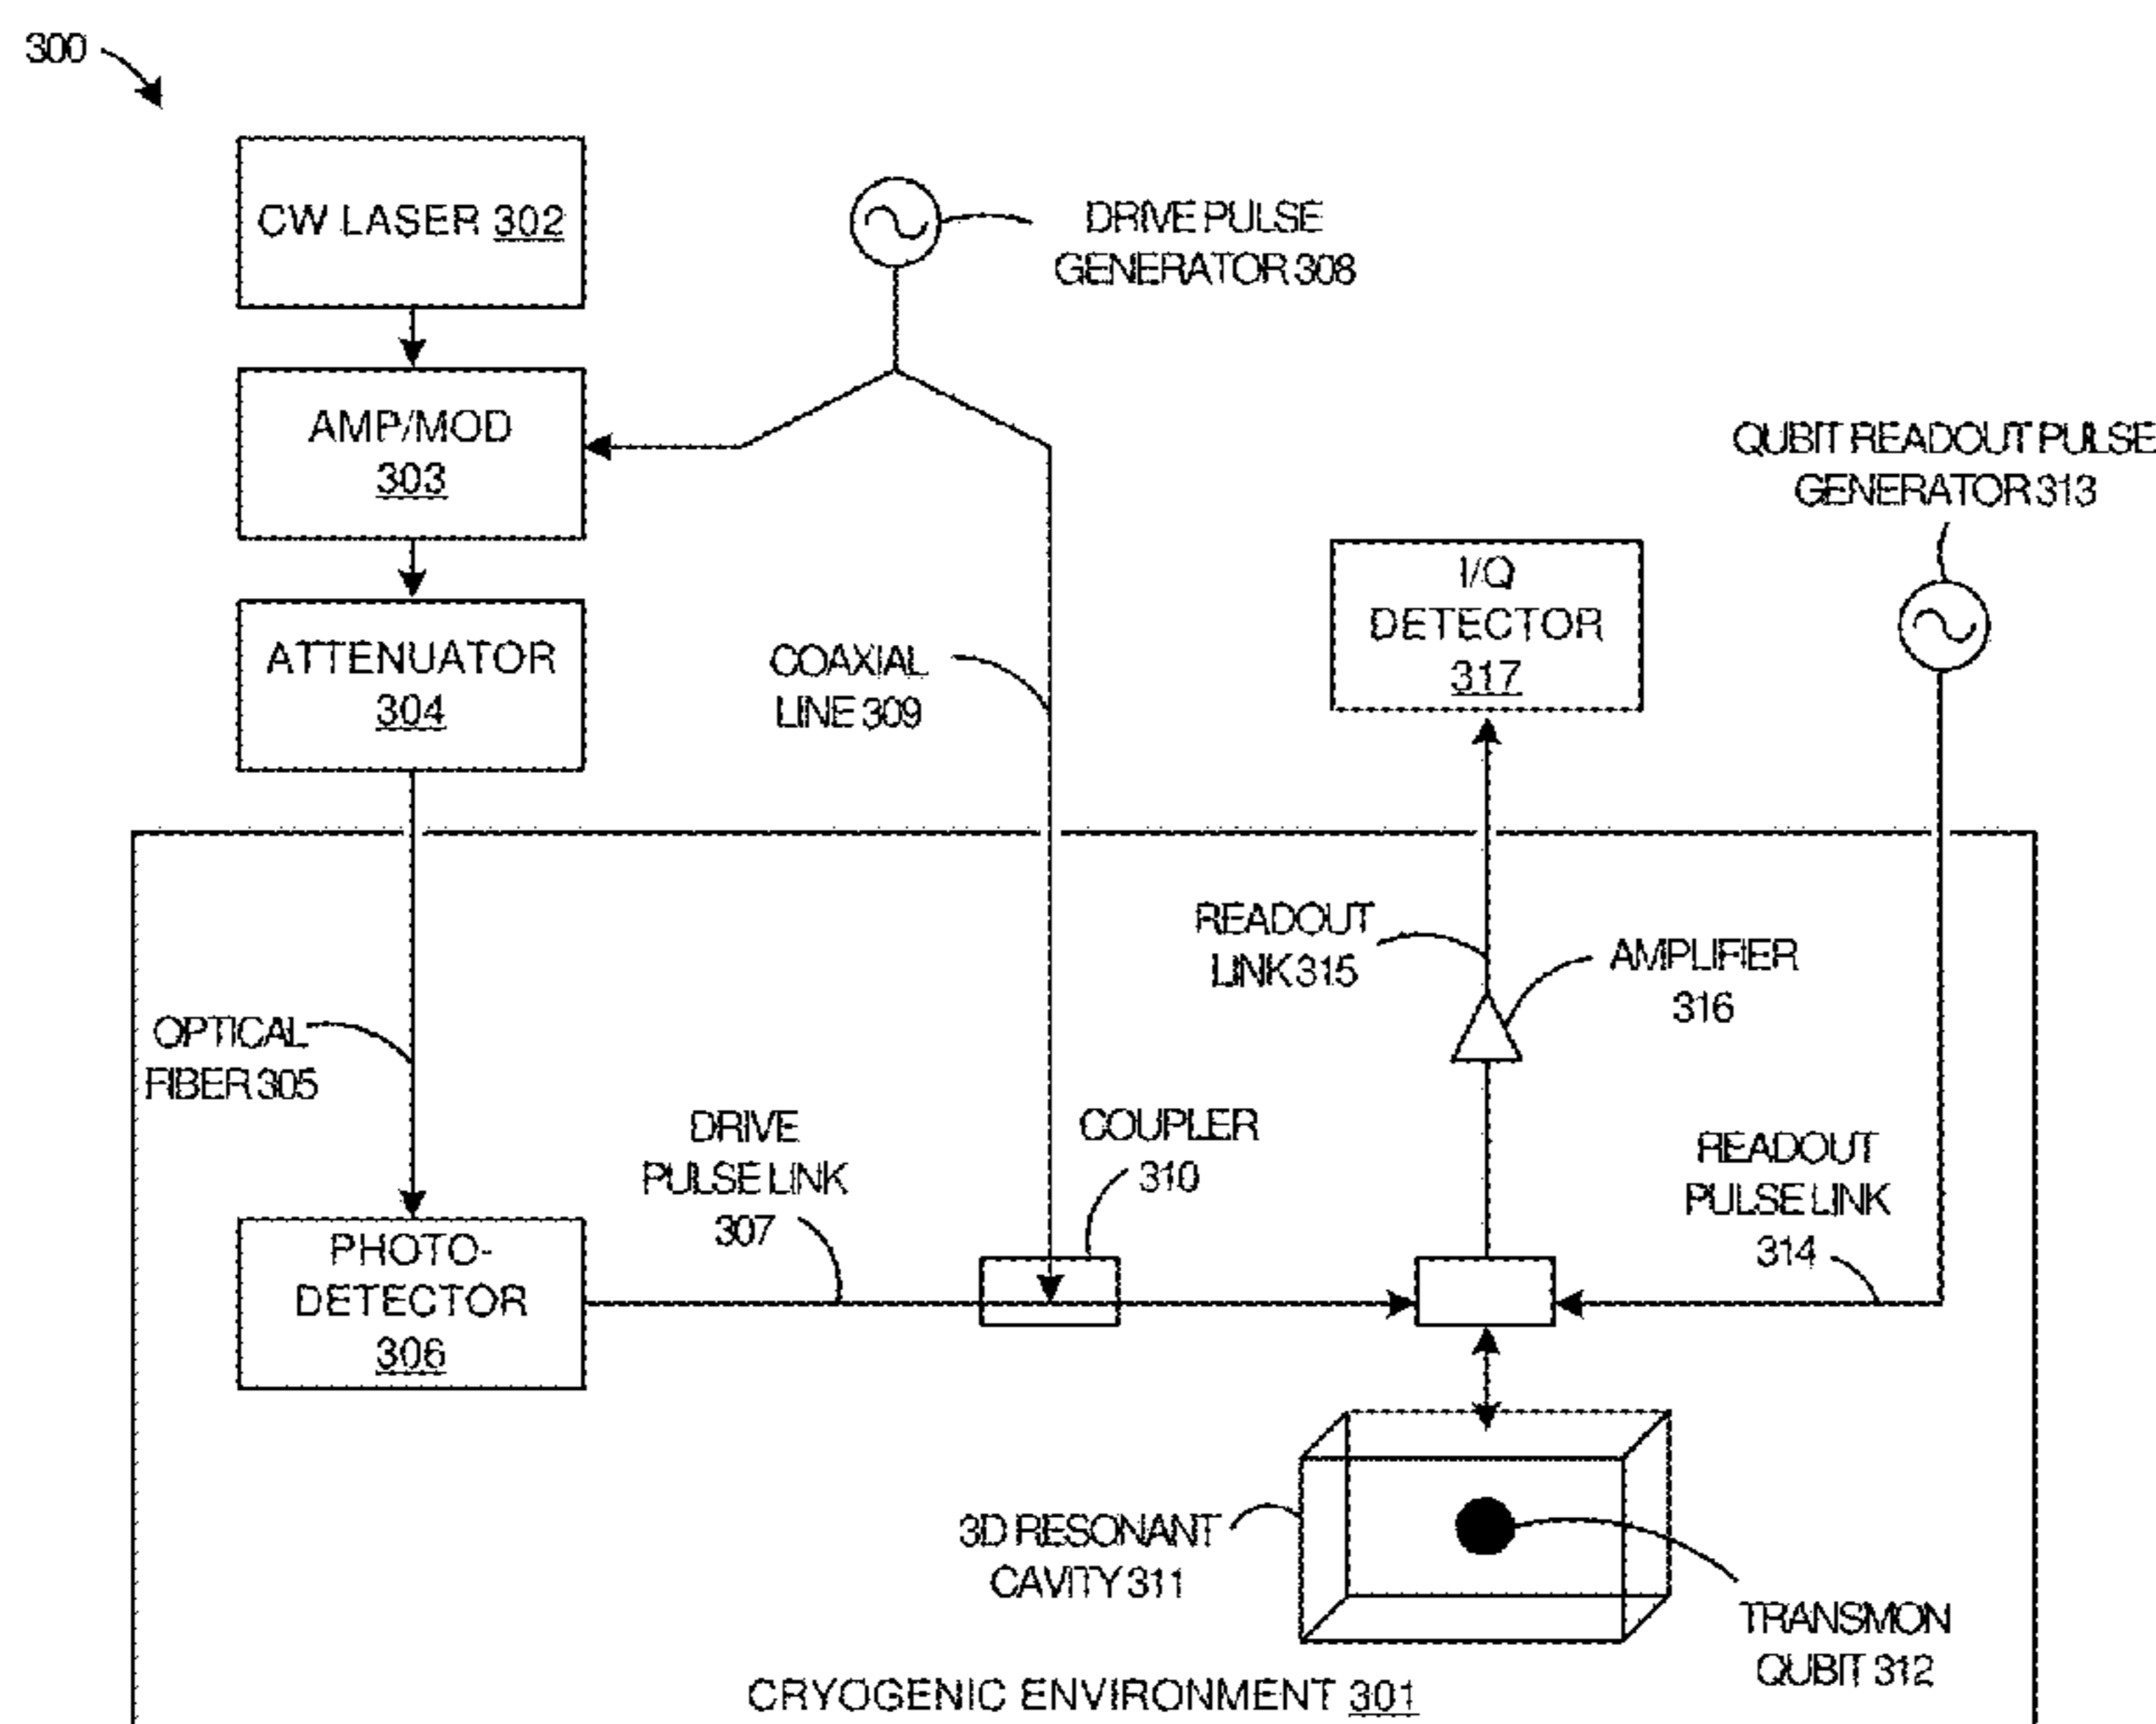 300
CW LASER 302
DRIVE PULSE
GENERATOR 308
AMP/MOD
303
QUBIT READOUT PULSE
GENERATOR 313
I/Q
DETECTOR
317
ATTENUATOR
304
COAXIAL
LINE 309
READOUT
LINK 315
AMPLIFIER
316
OPTICAL
FIBER 305
DRIVE
PULSE LINK
307
COUPLER
310
READOUT
PULSE LINK
314
PHOTO-
DETECTOR
306
3D RESONANT
CAVITY 311
TRANSMON
QUBIT 312
CRYOGENIC ENVIRONMENT 301